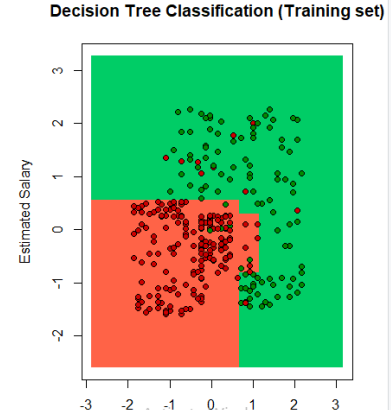 Decision Tree Classification (Training set)
Estimated Salary
3
2
1
0
-1
-2
-3 -2 -1 0 1 2 3